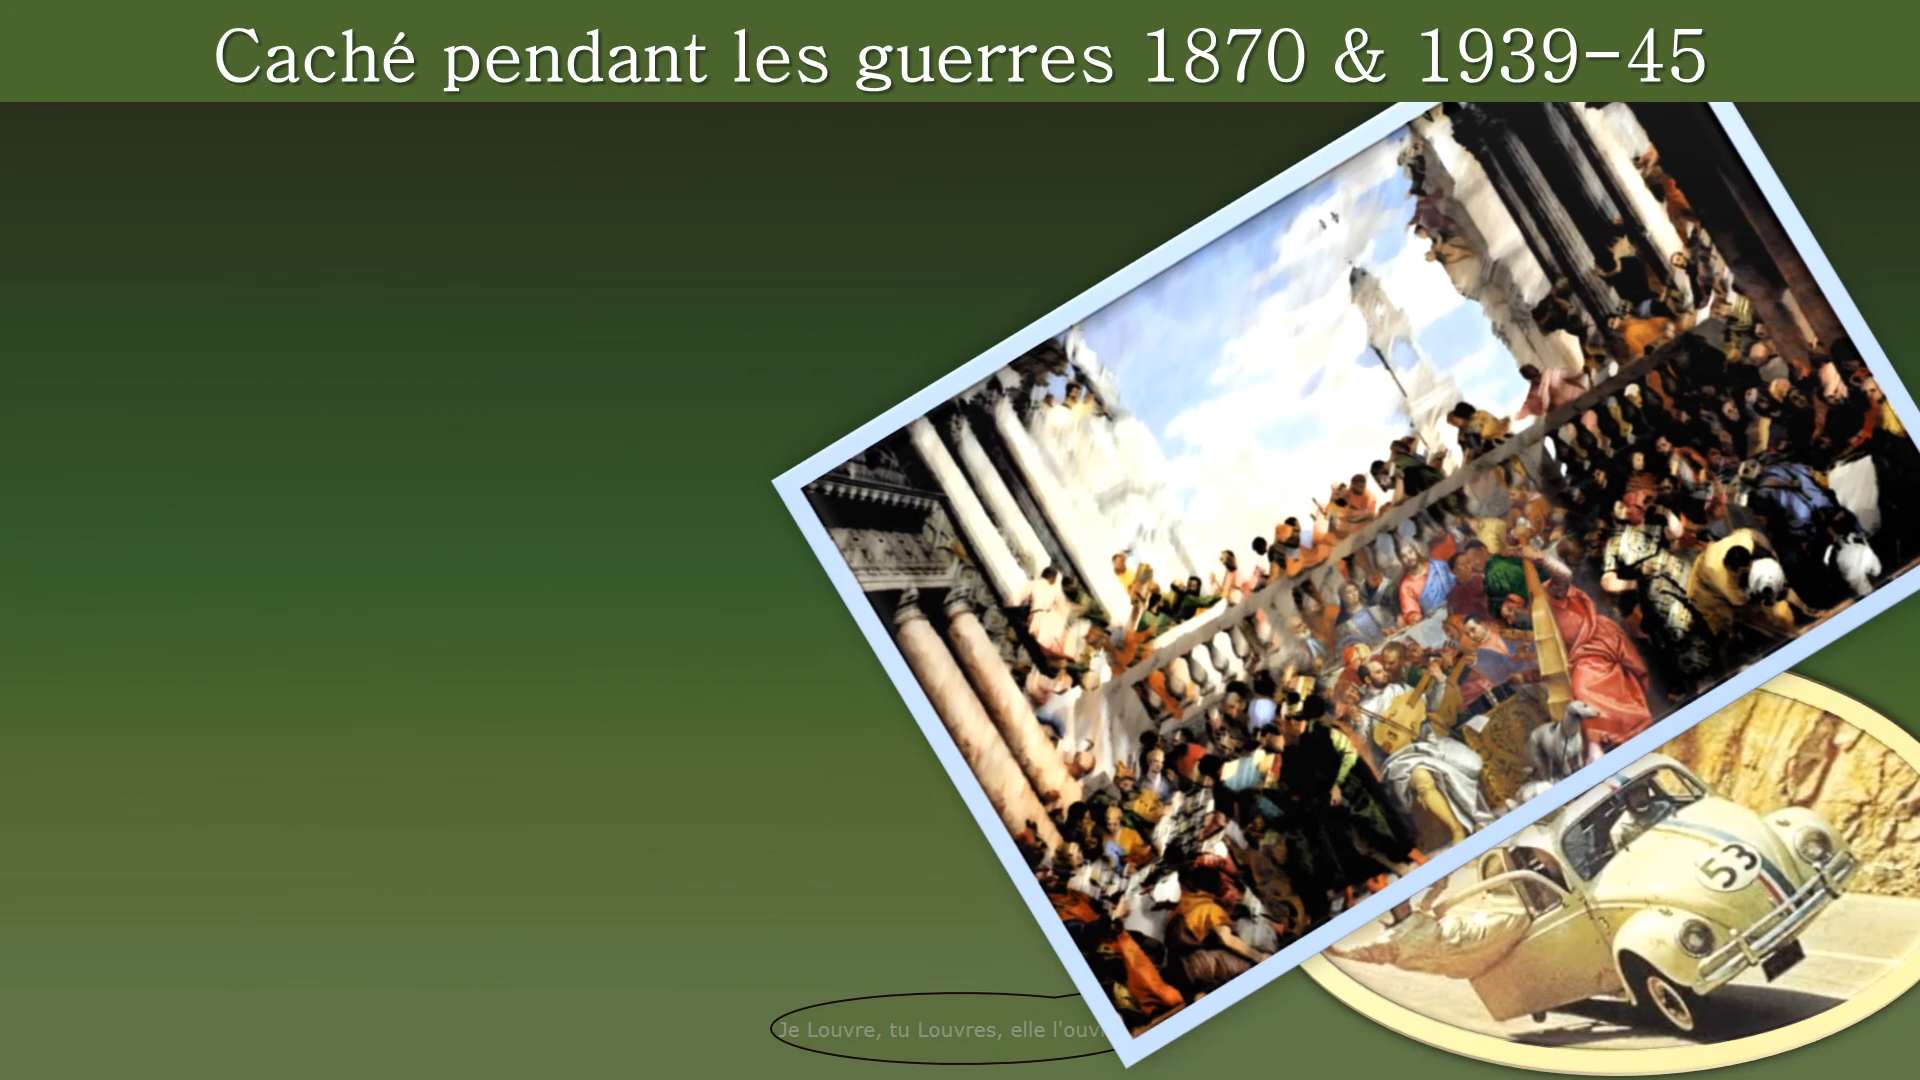 Caché pendant les guerres 1870 & 1939-45
53
Je Louvre, tu Louvres, elle l'ouv